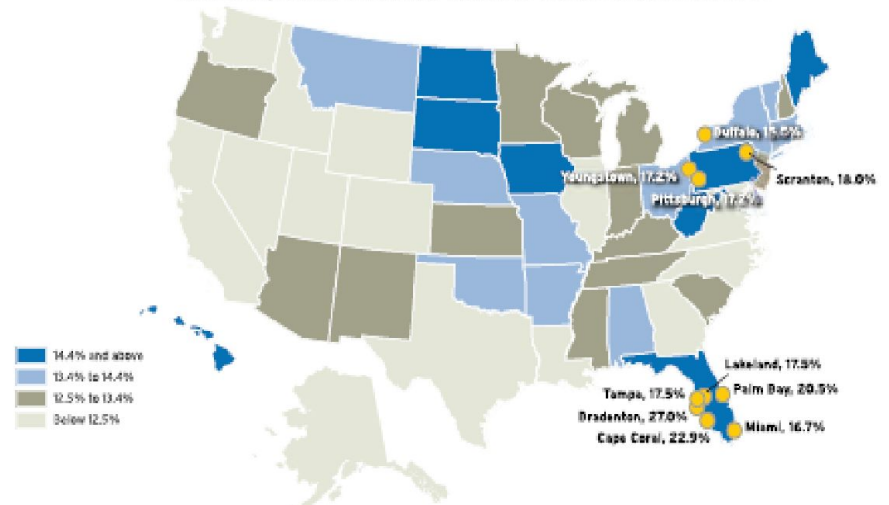 Buffalo,
Youngstown, 17.2%
Scranton, 18.0%
Pittsburgh, 17.2%
14.4% and above
13.4% to 14.4%
12.5% to 13.4%
Below 12.5%
Lakeland, 17.5%
Tampa, 17.5%
Palm Bay, 20.5%
Bradenton, 27.0%
Miami, 16.7%
Cape Coral, 22.9%